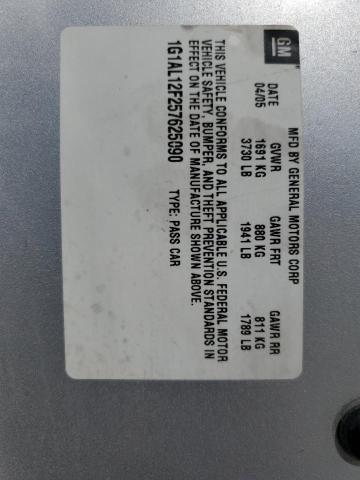 GM
MFD BY GENERAL MOTORS CORP
DATE GVWR GAWR FRT GAWR RR
04/05 1691 KG 880 KG 811 KG
3730 LB 1941 LB 1789 LB
THIS VEHICLE CONFORMS TO ALL APPLICABLE U.S. FEDERAL MOTOR
VEHICLE SAFETY, BUMPER, AND THEFT PREVENTION STANDARDS IN
EFFECT ON THE DATE OF MANUFACTURE SHOWN ABOVE.
1G1AL12F257625090 TYPE: PASS CAR